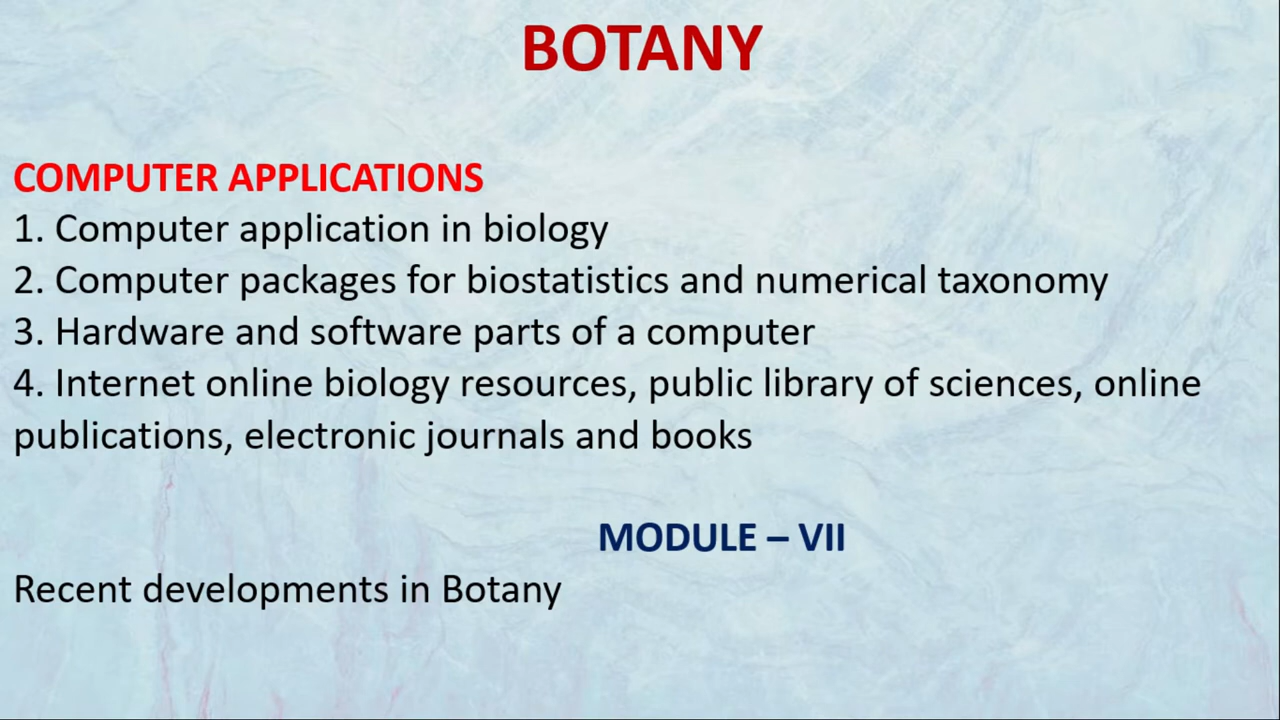 BOTANY
COMPUTER APPLICATIONS
1. Computer application in biology
2. Computer packages for biostatistics and numerical taxonomy
3. Hardware and software parts of a computer
4. Internet online biology resources, public library of sciences, online
publications, electronic journals and books
MODULE – VII
Recent developments in Botany